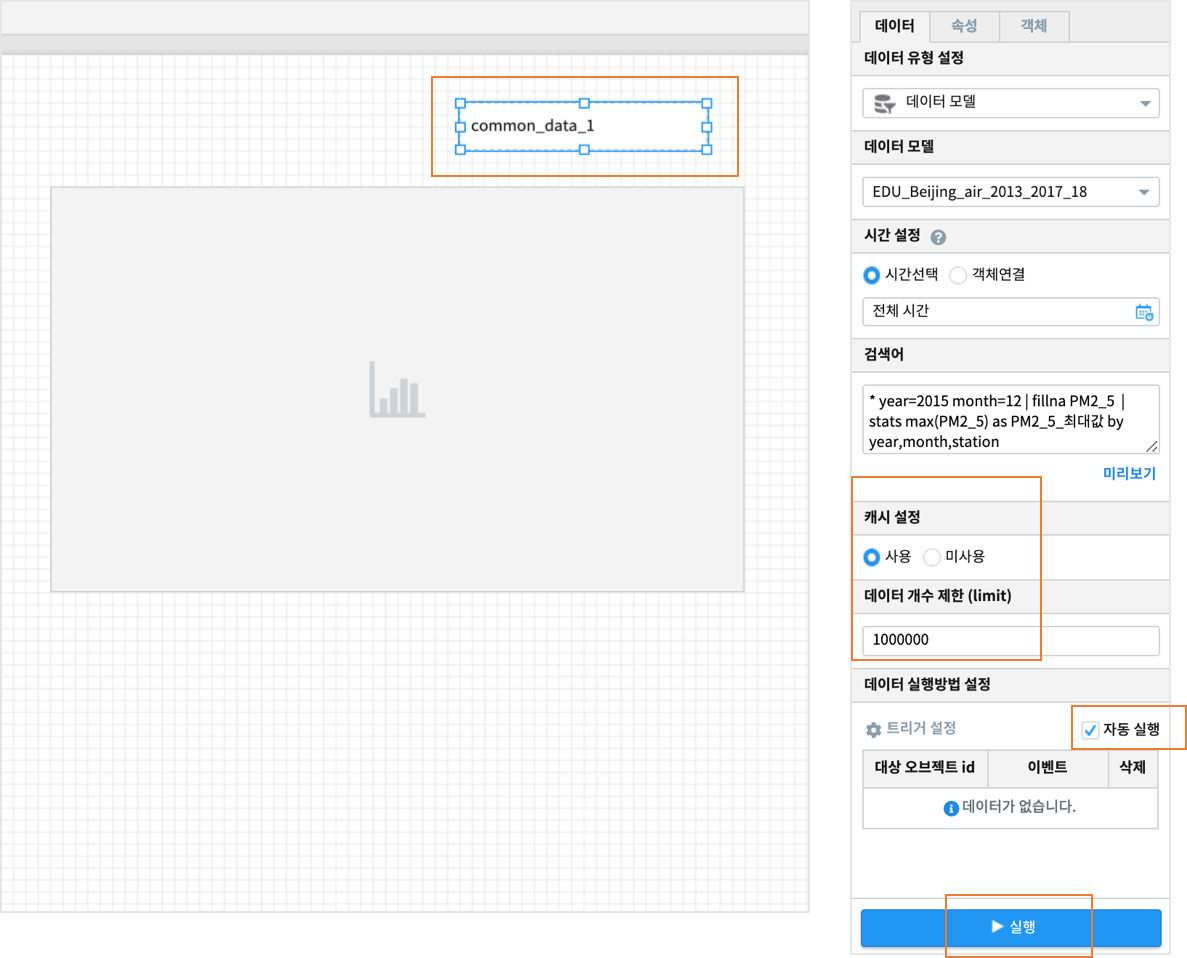 common_data_1
데이터 속성 객체
데이터 유형 설정
데이터 모델
데이터 모델
EDU_Beijing_air_2013_2017_18
시간 설정 ?
시간선택 객체연결
전체 시간
검색어
* year=2015 month=12 | fillna PM2_5 |
stats max(PM2_5) as PM2_5_최대값 by
year,month,station
미리보기
캐시 설정
사용 미사용
데이터 개수 제한 (limit)
1000000
데이터 실행방법 설정
트리거 설정 자동 실행
대상 오브젝트 id 이벤트 삭제
데이터가 없습니다.
실행